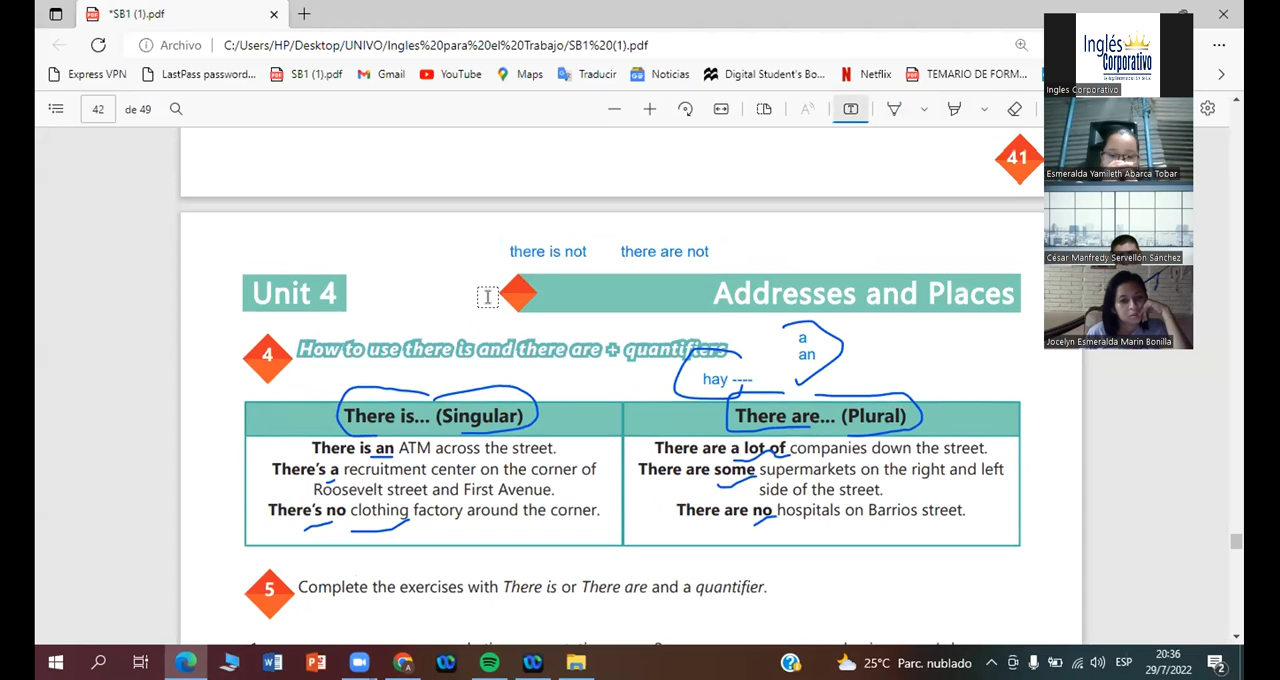 *SB1 (1).pdf
Archivo
C:/Users/HP/Desktop/UNIVO/Ingles%20para%20el%20Trabajo/SB1%20(1).pdf
Express VPN
LastPass password...
SB1 (1).pdf
Gmail
YouTube
Maps
Traducir
Noticias
Digital Student's Bo...
Netflix
TEMARIO DE FORM...
42
de 49
Inglés
Corporativo
Ingles Corporativo
Esmeralda Yamileth Abarca Tobar
César Manfredy Servellón Sánchez
Jocelyn Esmeralda Marin Bonilla
41
there is not
there are not
Unit 4
Addresses and Places
4
How to use there is and there are + quantifiers
a
an
hay ----
There is... (Singular)
There are... (Plural)
There is an ATM across the street.
There's a recruitment center on the corner of
Roosevelt street and First Avenue.
There's no clothing factory around the corner.
There are a lot of companies down the street.
There are some supermarkets on the right and left
side of the street.
There are no hospitals on Barrios street.
5
Complete the exercises with There is or There are and a quantifier.
25°C Parc. nublado
ESP
20:36
29/7/2022
2